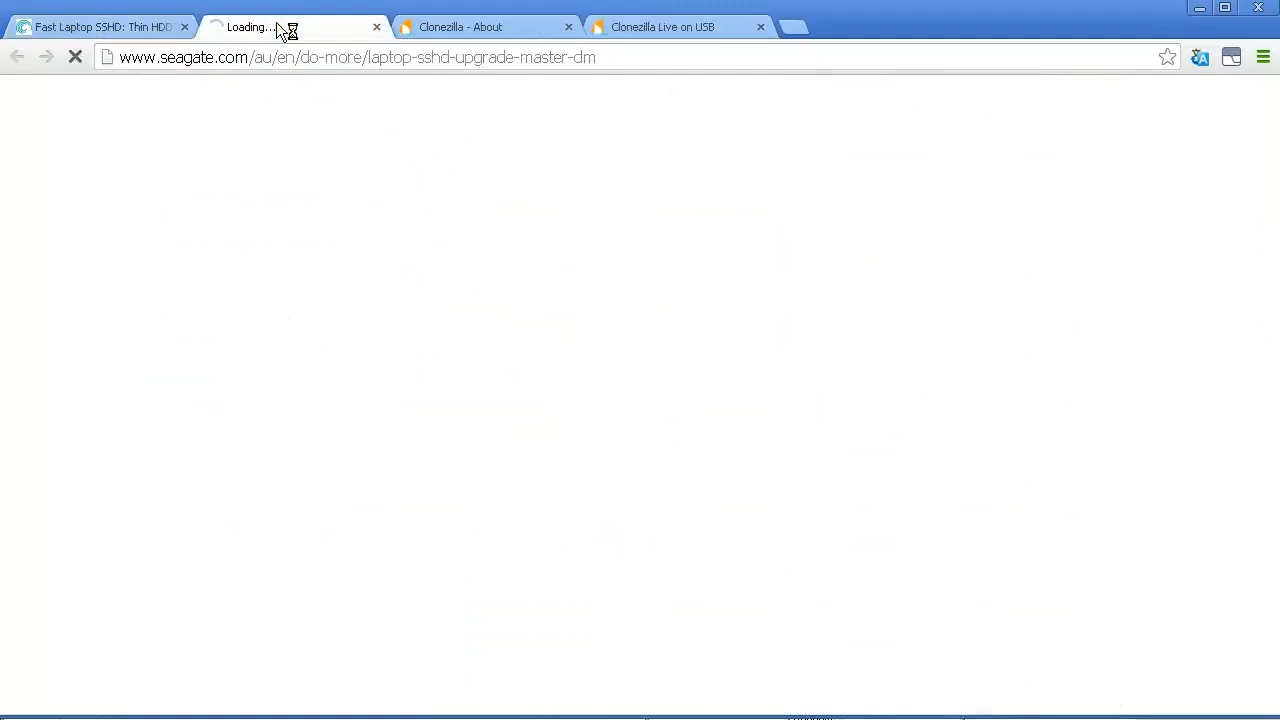 Fast Laptop SSHD: Thin HDD
Loading...
Clonezilla - About
Clonezilla Live on USB
www.seagate.com/au/en/do-more/laptop-sshd-upgrade-master-dm